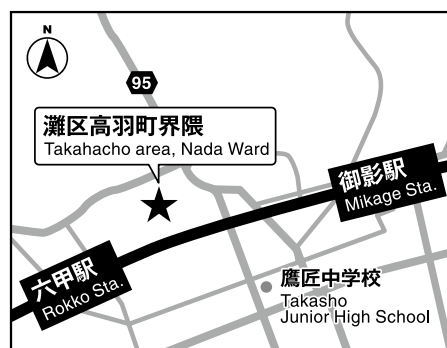 N
95
灘区高羽町界隈
Takahacho area, Nada Ward
御影駅
Mikage Sta.
六甲駅
Rokko Sta.
鷹匠中学校
Takasho
Junior High School